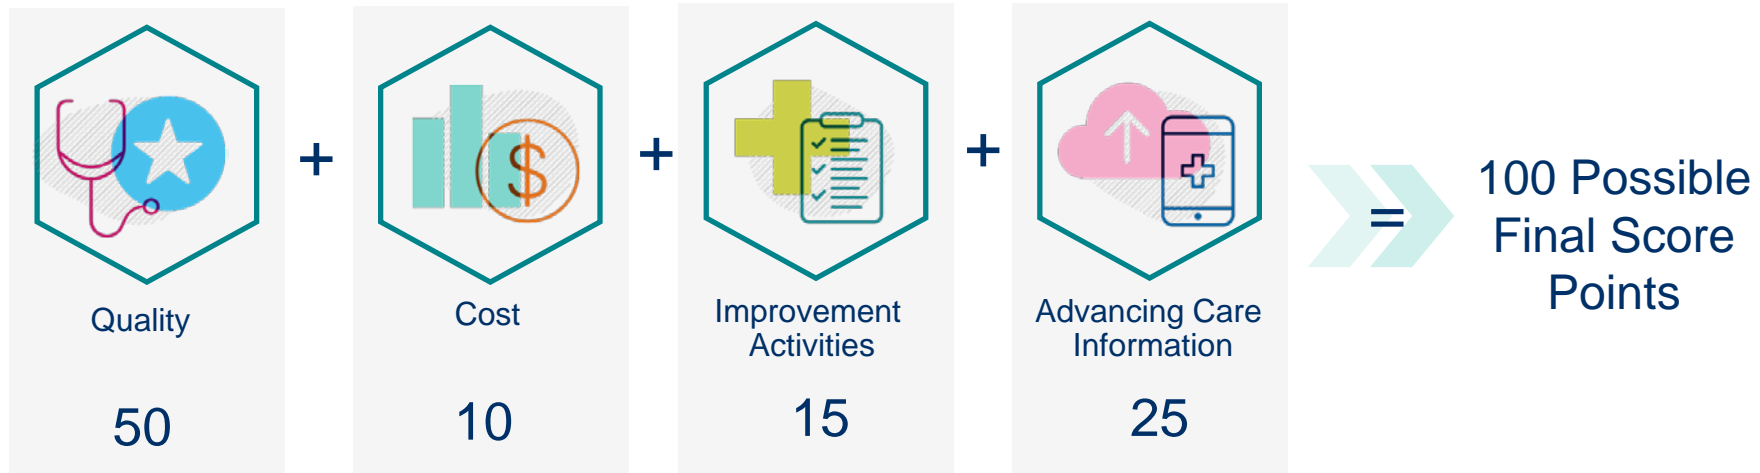 Quality
50
+
Cost
10
+
Improvement
Activities
15
+
Advancing Care
Information
25
=
100 Possible
Final Score
Points